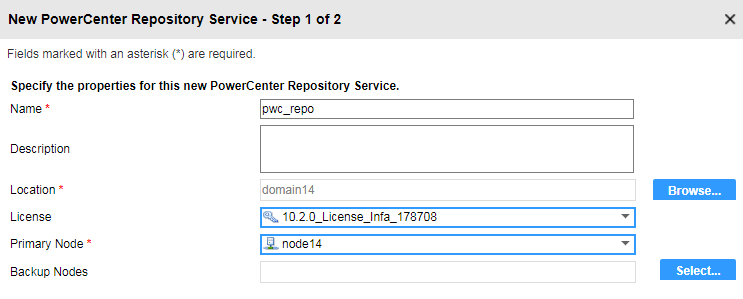 New PowerCenter Repository Service - Step 1 of 2
Fields marked with an asterisk (*) are required.
Specify the properties for this new PowerCenter Repository Service.
Name * pwc_repo
Description
Location * domain14 Browse...
License 10.2.0_License_Infa_178708
Primary Node * node14
Backup Nodes Select...